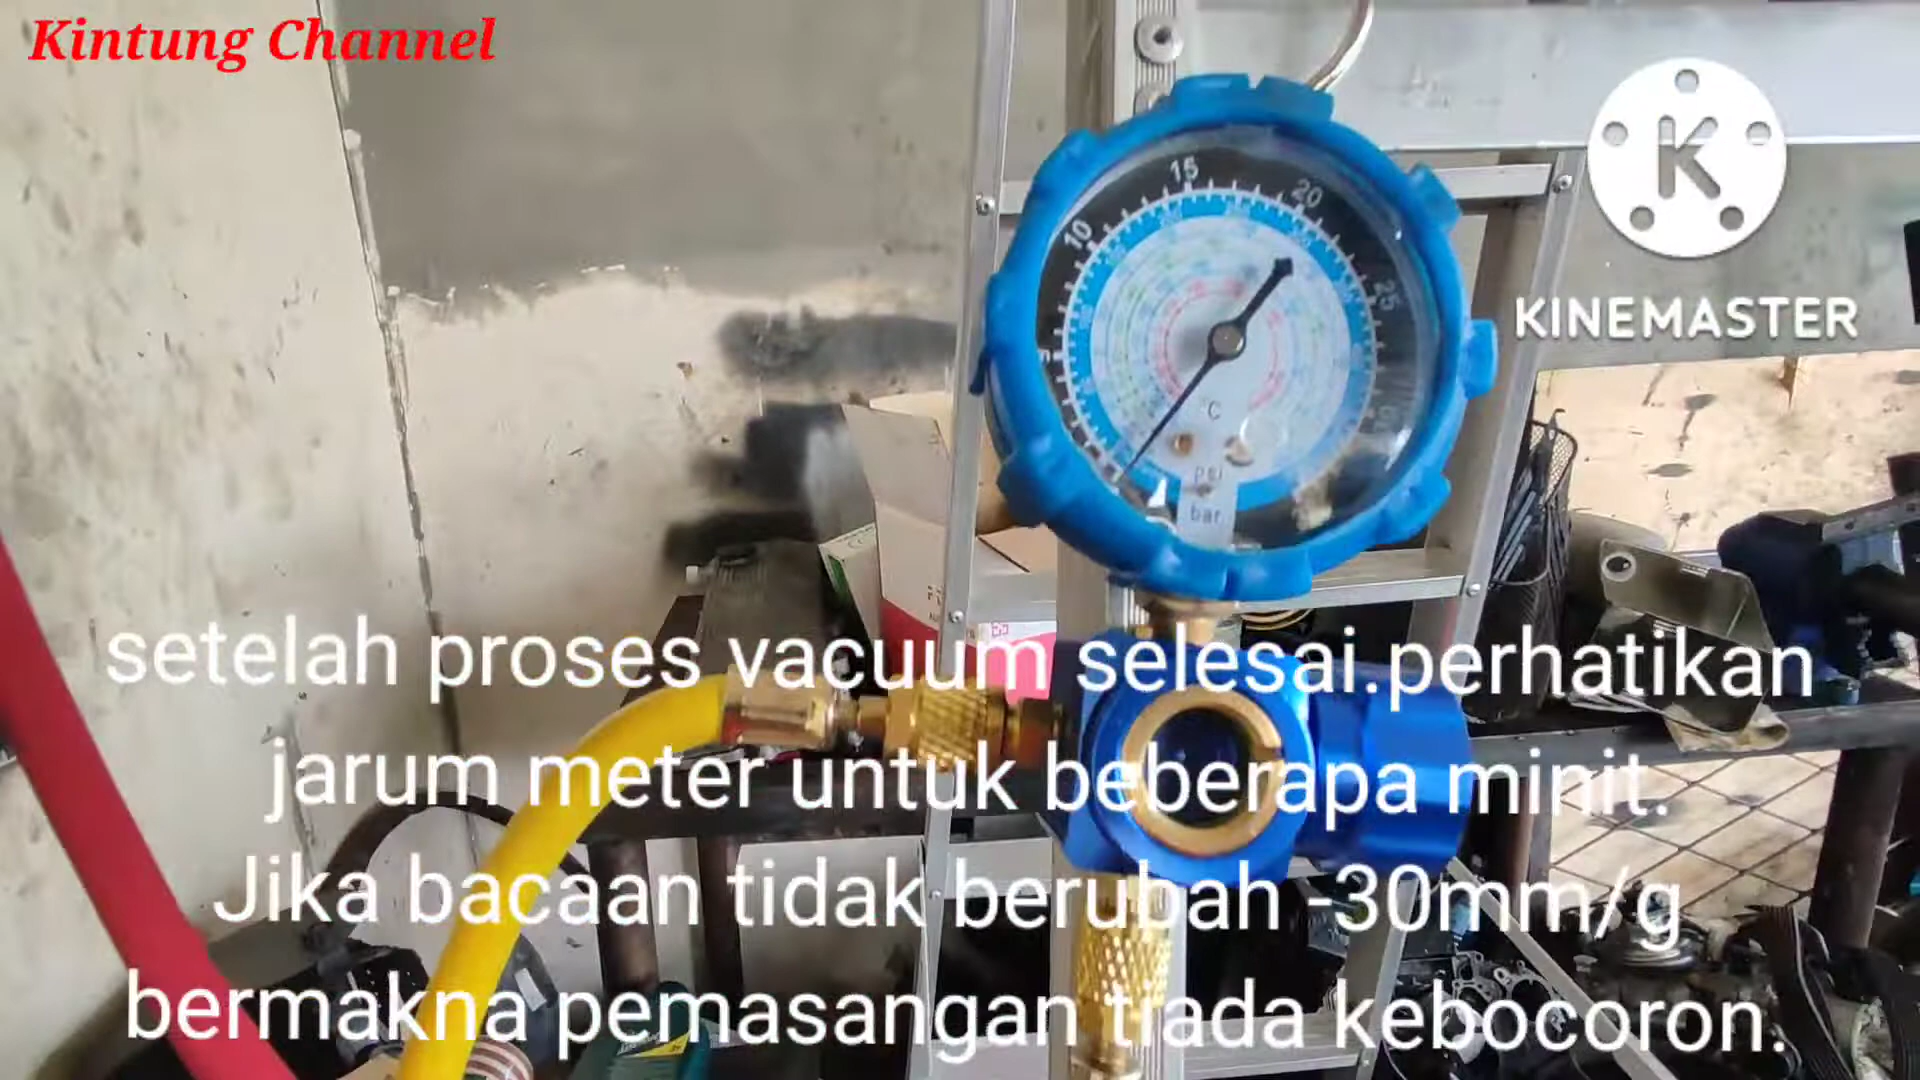 Kintung Channel
K
KINEMASTER
15
20
10
25
5
°C
psi
bar
setelah proses vacuum selesai.perhatikan
jarum meter untuk beberapa minit.
Jika bacaan tidak berubah -30mm/g
bermakna pemasangan tiada kebocoron.